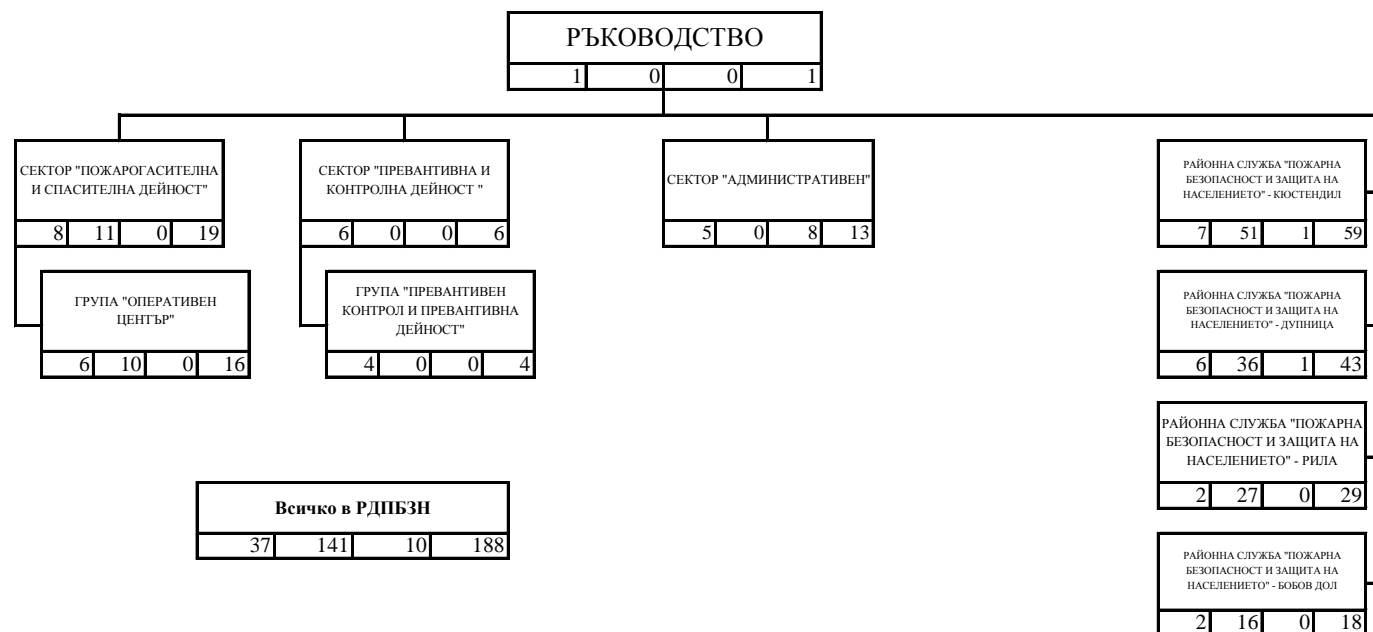 РЪКОВОДСТВО
1 0 0 1
СЕКТОР "ПОЖАРОГАСИТЕЛНА
И СПАСИТЕЛНА ДЕЙНОСТ"
8 11 0 19
ГРУПА "ОПЕРАТИВЕН
ЦЕНТЪР"
6 10 0 16
СЕКТОР "ПРЕВАНТИВНА И
КОНТРОЛНА ДЕЙНОСТ "
6 0 0 6
ГРУПА "ПРЕВАНТИВЕН
КОНТРОЛ И ПРЕВАНТИВНА
ДЕЙНОСТ"
4 0 0 4
СЕКТОР "АДМИНИСТРАТИВЕН"
5 0 8 13
РАЙОННА СЛУЖБА "ПОЖАРНА
БЕЗОПАСНОСТ И ЗАЩИТА НА
НАСЕЛЕНИЕТО" - КЮСТЕНДИЛ
7 51 1 59
РАЙОННА СЛУЖБА "ПОЖАРНА
БЕЗОПАСНОСТ И ЗАЩИТА НА
НАСЕЛЕНИЕТО" - ДУПНИЦА
6 36 1 43
РАЙОННА СЛУЖБА "ПОЖАРНА
БЕЗОПАСНОСТ И ЗАЩИТА НА
НАСЕЛЕНИЕТО" - РИЛА
2 27 0 29
РАЙОННА СЛУЖБА "ПОЖАРНА
БЕЗОПАСНОСТ И ЗАЩИТА НА
НАСЕЛЕНИЕТО" - БОБОВ ДОЛ
2 16 0 18
Всичко в РДПБЗН
37 141 10 188